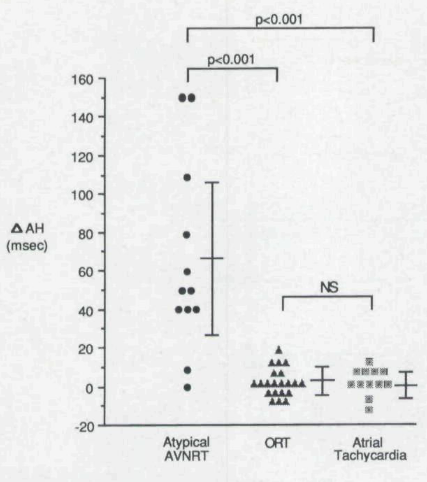 p<0.001
p<0.001
160
140
120
100
80
60
40
20
0
-20
Δ AH
(msec)
NS
Atypical
AVNRT
ORT
Atrial
Tachycardia